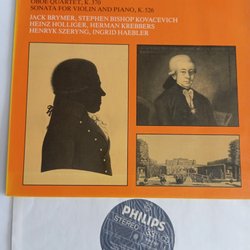 OBOE QUARTET, K.370
SONATA FOR VIOLIN AND PIANO, K.526
JACK BRYMER, STEPHEN BISHOP KOVACEVICH
HEINZ HOLLIGER, HERMAN KREBBERS
HENRYK SZERYNG, INGRID HAEBLER
PHILIPS
STEREO